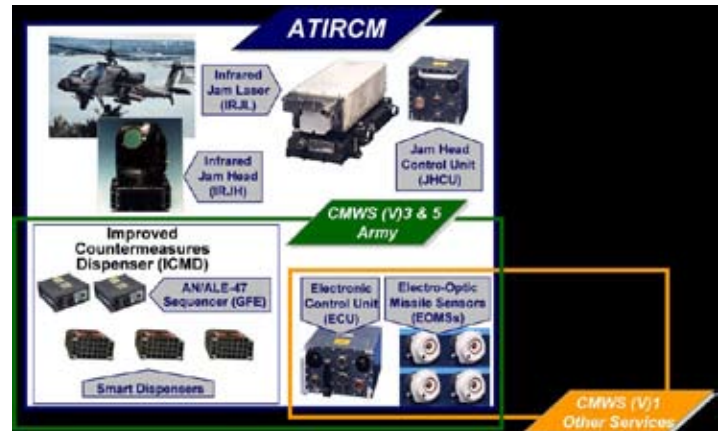 ATIRCM
Infrared
Jam Laser
(IRJL)
Infrared
Jam Head
(IRJH)
Jam Head
Control Unit
(JHCU)
CMWS (V)3 & 5
Army
Improved
Countermeasures
Dispenser (ICMD)
AN/ALE-47
Sequencer (GFE)
Smart Dispensers
Electronic
Control Unit
(ECU)
Electro-Optic
Missile Sensors
(EOMSs)
CMWS (V)1
Other Services